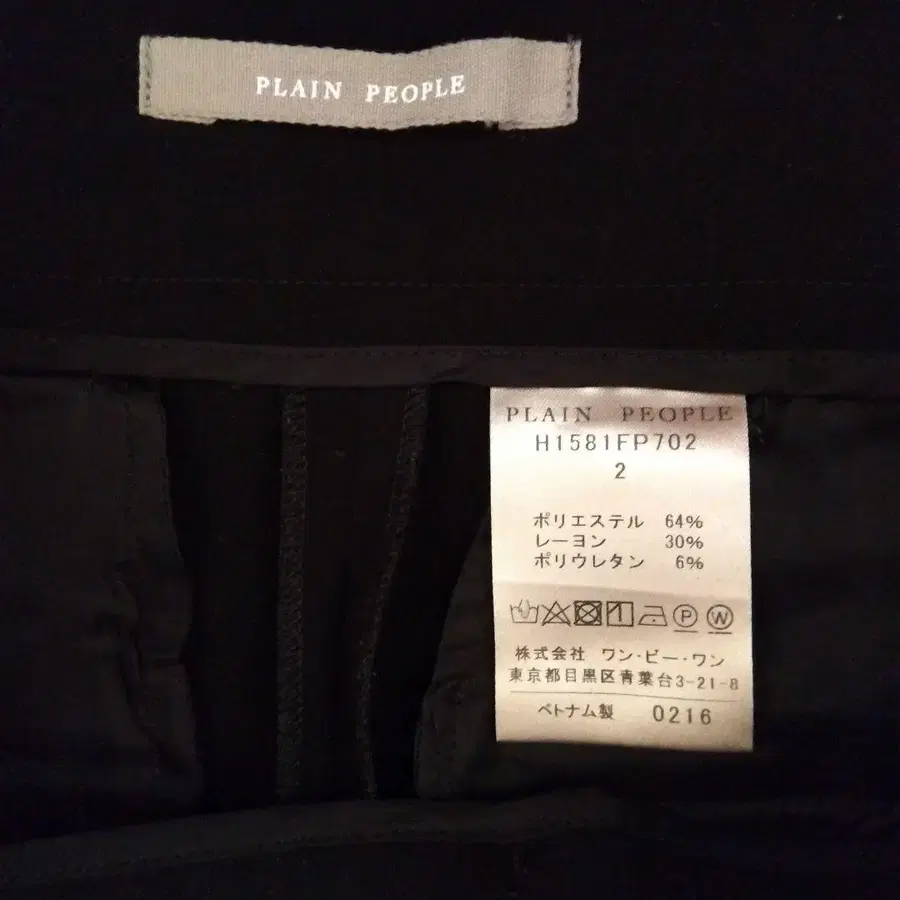 PLAIN PEOPLE
PLAIN PEOPLE
H1581FP702
2
ポリエステル 64%
レーヨン 30%
ポリウレタン 6%
P W
株式会社 ワン・ビー・ワン
東京都目黒区青葉台3-21-8
ベトナム製 0216